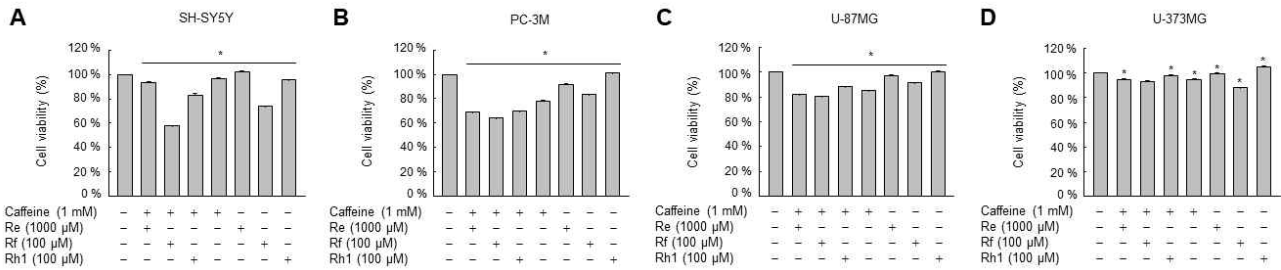 A
SH-SY5Y
*
Cell viability (%)
120 %
100 %
80 %
60 %
40 %
20 %
0 %
Caffeine (1 mM) − + + + + − − −
Re (1000 µM) − + − − − + − −
Rf (100 µM) − − + − − − + −
Rh1 (100 µM) − − − + − − − +
B
PC-3M
*
Cell viability (%)
120 %
100 %
80 %
60 %
40 %
20 %
0 %
Caffeine (1 mM) − + + + + − − −
Re (1000 µM) − + − − − + − −
Rf (100 µM) − − + − − − + −
Rh1 (100 µM) − − − + − − − +
C
U-87MG
*
Cell viability (%)
120 %
100 %
80 %
60 %
40 %
20 %
0 %
Caffeine (1 mM) − + + + + − − −
Re (1000 µM) − + − − − + − −
Rf (100 µM) − − + − − − + −
Rh1 (100 µM) − − − + − − − +
D
U-373MG
* * * * * *
Cell viability (%)
120 %
100 %
80 %
60 %
40 %
20 %
0 %
Caffeine (1 mM) − + + + + − − −
Re (1000 µM) − + − − − + − −
Rf (100 µM) − − + − − − + −
Rh1 (100 µM) − − − + − − − +